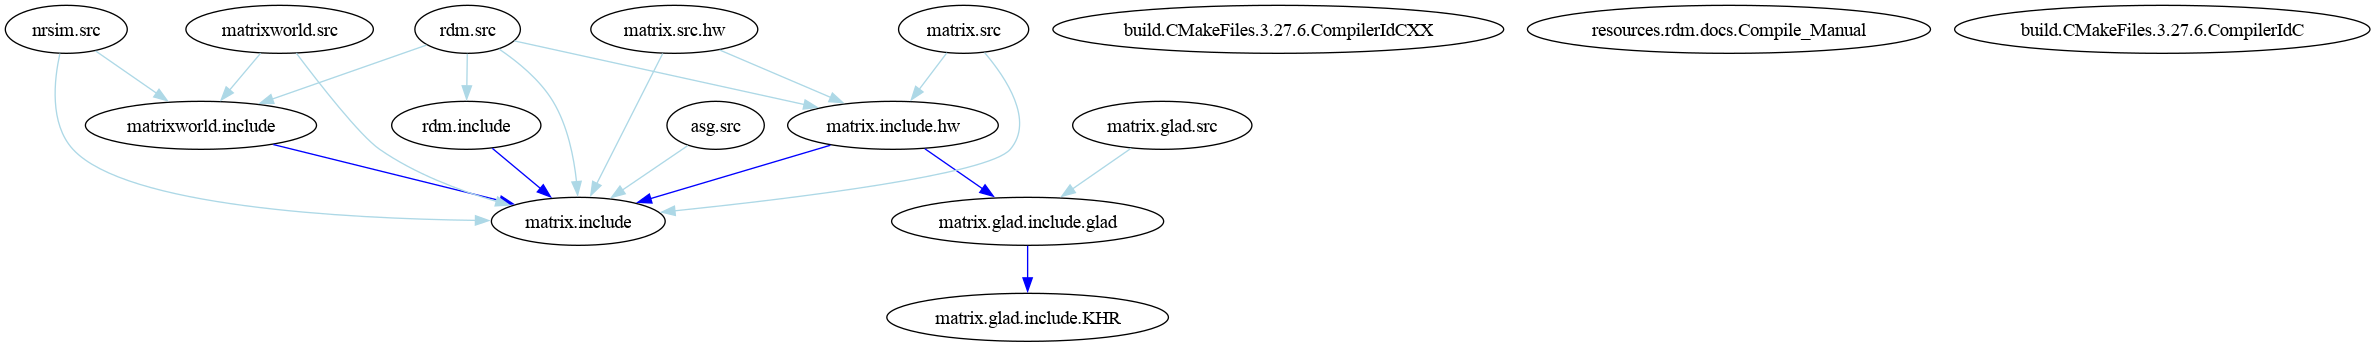 nrsim.src
matrixworld.src
rdm.src
matrix.src.hw
matrix.src
build.CMakeFiles.3.27.6.CompilerIdCXX
resources.rdm.docs.Compile_Manual
build.CMakeFiles.3.27.6.CompilerIdC
matrixworld.include
rdm.include
asg.src
matrix.include.hw
matrix.glad.src
matrix.include
matrix.glad.include.glad
matrix.glad.include.KHR